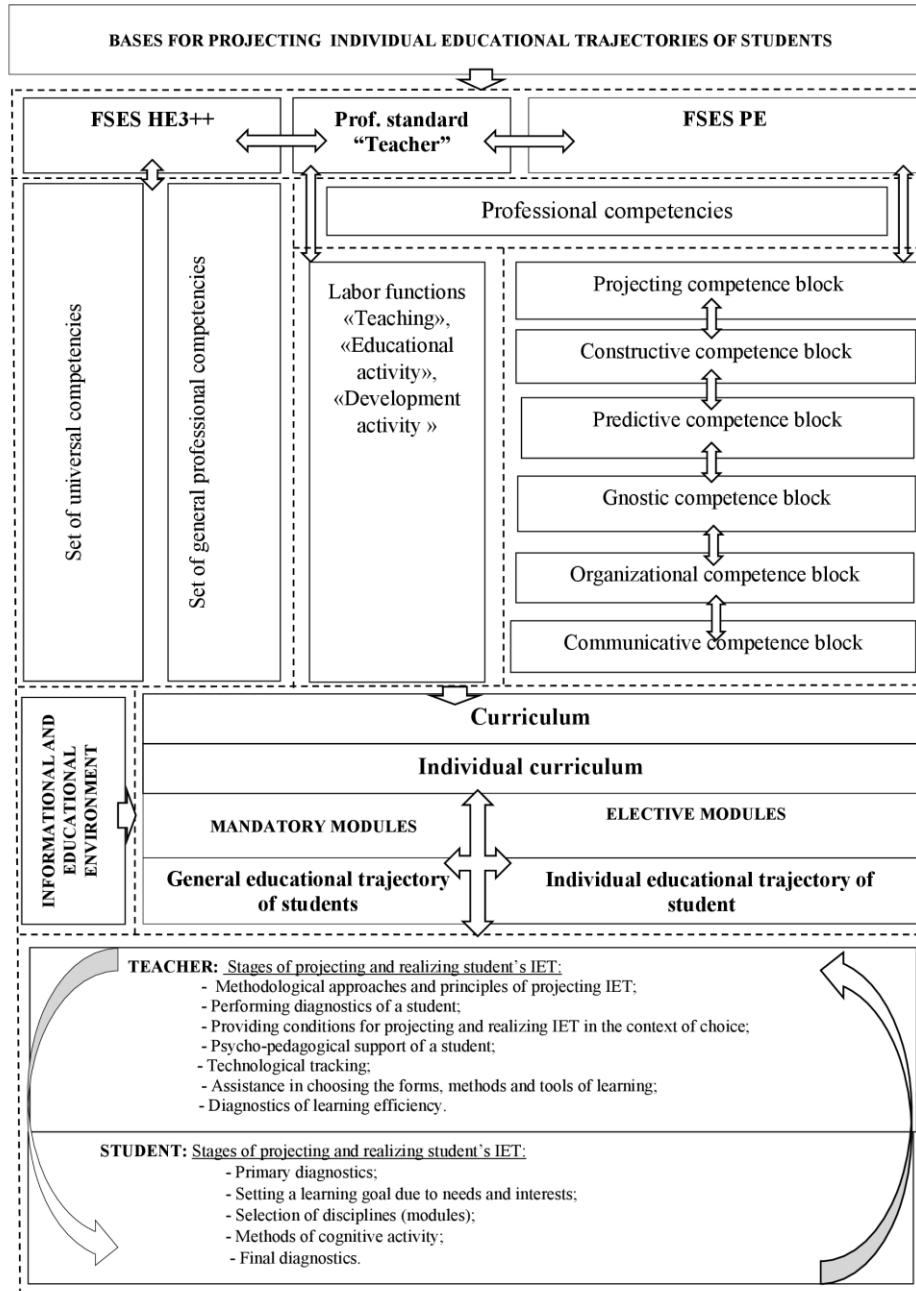 BASES FOR PROJECTING INDIVIDUAL EDUCATIONAL TRAJECTORIES OF STUDENTS
FSES HE3++
Prof. standard
“Teacher”
FSES PE
Set of universal competencies
Set of general professional competencies
Professional competencies
Labor functions
«Teaching»,
«Educational
activity»,
«Development
activity »
Projecting competence block
Constructive competence block
Predictive competence block
Gnostic competence block
Organizational competence block
Communicative competence block
INFORMATIONAL AND
EDUCATIONAL
ENVIRONMENT
Curriculum
Individual curriculum
MANDATORY MODULES
ELECTIVE MODULES
General educational trajectory
of students
Individual educational trajectory of
student
TEACHER: Stages of projecting and realizing student’s IET:
- Methodological approaches and principles of projecting IET;
- Performing diagnostics of a student;
- Providing conditions for projecting and realizing IET in the context of choice;
- Psycho-pedagogical support of a student;
- Technological tracking;
- Assistance in choosing the forms, methods and tools of learning;
- Diagnostics of learning efficiency.
STUDENT: Stages of projecting and realizing student’s IET:
- Primary diagnostics;
- Setting a learning goal due to needs and interests;
- Selection of disciplines (modules);
- Methods of cognitive activity;
- Final diagnostics.